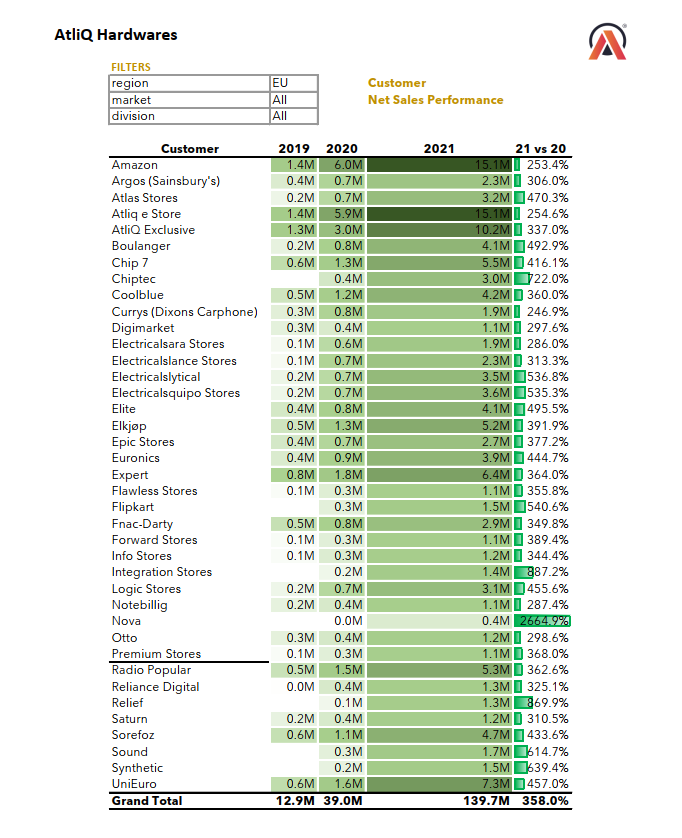 AtliQ Hardwares
FILTERS
region EU
market All
division All
Customer
Net Sales Performance
Customer 2019 2020 2021 21 vs 20
Amazon 1.4M 6.0M 15.1M 253.4%
Argos (Sainsbury's) 0.4M 0.7M 2.3M 306.0%
Atlas Stores 0.2M 0.7M 3.2M 470.3%
Atliq e Store 1.4M 5.9M 15.1M 254.6%
AtliQ Exclusive 1.3M 3.0M 10.2M 337.0%
Boulanger 0.2M 0.8M 4.1M 492.9%
Chip 7 0.6M 1.3M 5.5M 416.1%
Chiptec 0.4M 3.0M 722.0%
Coolblue 0.5M 1.2M 4.2M 360.0%
Currys (Dixons Carphone) 0.3M 0.8M 1.9M 246.9%
Digimarket 0.3M 0.4M 1.1M 297.6%
Electricalsara Stores 0.1M 0.6M 1.9M 286.0%
Electricalslance Stores 0.1M 0.7M 2.3M 313.3%
Electricalslytical 0.2M 0.7M 3.5M 536.8%
Electricalsquipo Stores 0.2M 0.7M 3.6M 535.3%
Elite 0.4M 0.8M 4.1M 495.5%
Elkjøp 0.5M 1.3M 5.2M 391.9%
Epic Stores 0.4M 0.7M 2.7M 377.2%
Euronics 0.4M 0.9M 3.9M 444.7%
Expert 0.8M 1.8M 6.4M 364.0%
Flawless Stores 0.1M 0.3M 1.1M 355.8%
Flipkart 0.3M 1.5M 540.6%
Fnac-Darty 0.5M 0.8M 2.9M 349.8%
Forward Stores 0.1M 0.3M 1.1M 389.4%
Info Stores 0.1M 0.3M 1.2M 344.4%
Integration Stores 0.2M 1.4M 887.2%
Logic Stores 0.2M 0.7M 3.1M 455.6%
Notebillig 0.2M 0.4M 1.1M 287.4%
Nova 0.0M 0.4M 2664.9%
Otto 0.3M 0.4M 1.2M 298.6%
Premium Stores 0.1M 0.3M 1.1M 368.0%
Radio Popular 0.5M 1.5M 5.3M 362.6%
Reliance Digital 0.0M 0.4M 1.3M 325.1%
Relief 0.1M 1.3M 869.9%
Saturn 0.2M 0.4M 1.2M 310.5%
Sorefoz 0.6M 1.1M 4.7M 433.6%
Sound 0.3M 1.7M 614.7%
Synthetic 0.2M 1.5M 639.4%
UniEuro 0.6M 1.6M 7.3M 457.0%
Grand Total 12.9M 39.0M 139.7M 358.0%